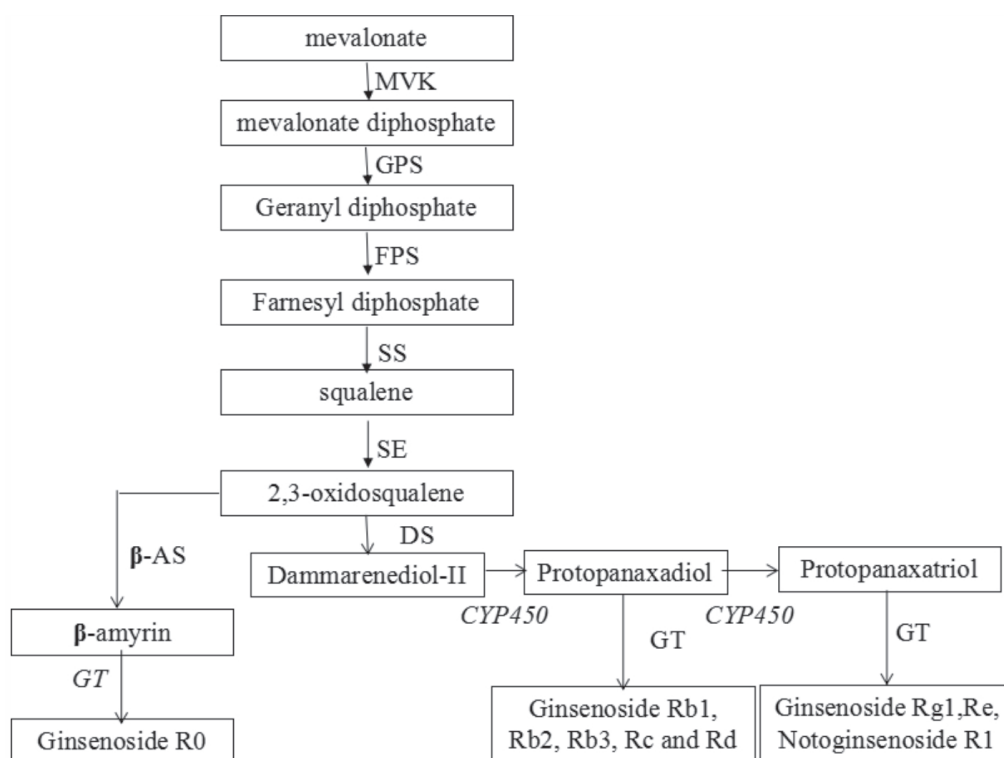 mevalonate
MVK
mevalonate diphosphate
GPS
Geranyl diphosphate
FPS
Farnesyl diphosphate
SS
squalene
SE
2,3-oxidosqualene
β-AS
DS
Dammarenediol-II
Protopanaxadiol
Protopanaxatriol
CYP450
CYP450
β-amyrin
GT
GT
GT
Ginsenoside R0
Ginsenoside Rb1,
Rb2, Rb3, Rc and Rd
Ginsenoside Rg1,Re,
Notoginsenoside R1